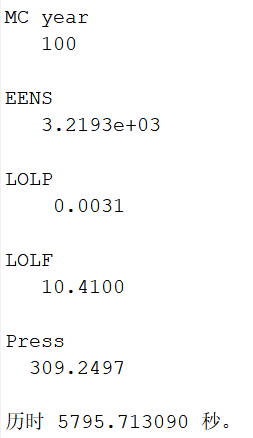 MC year
100
EENS
3.2193e+03
LOLP
0.0031
LOLF
10.4100
Press
309.2497
历时 5795.713090 秒。